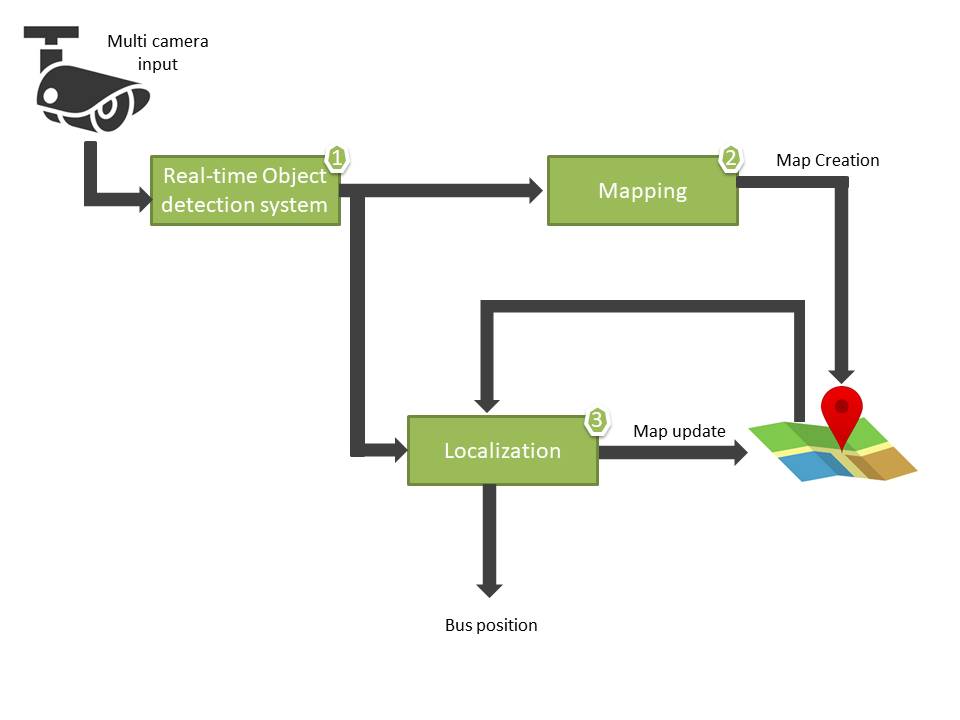 Multi camera
input
1
Real-time Object
detection system
2
Mapping
Map Creation
3
Localization
Map update
Bus position